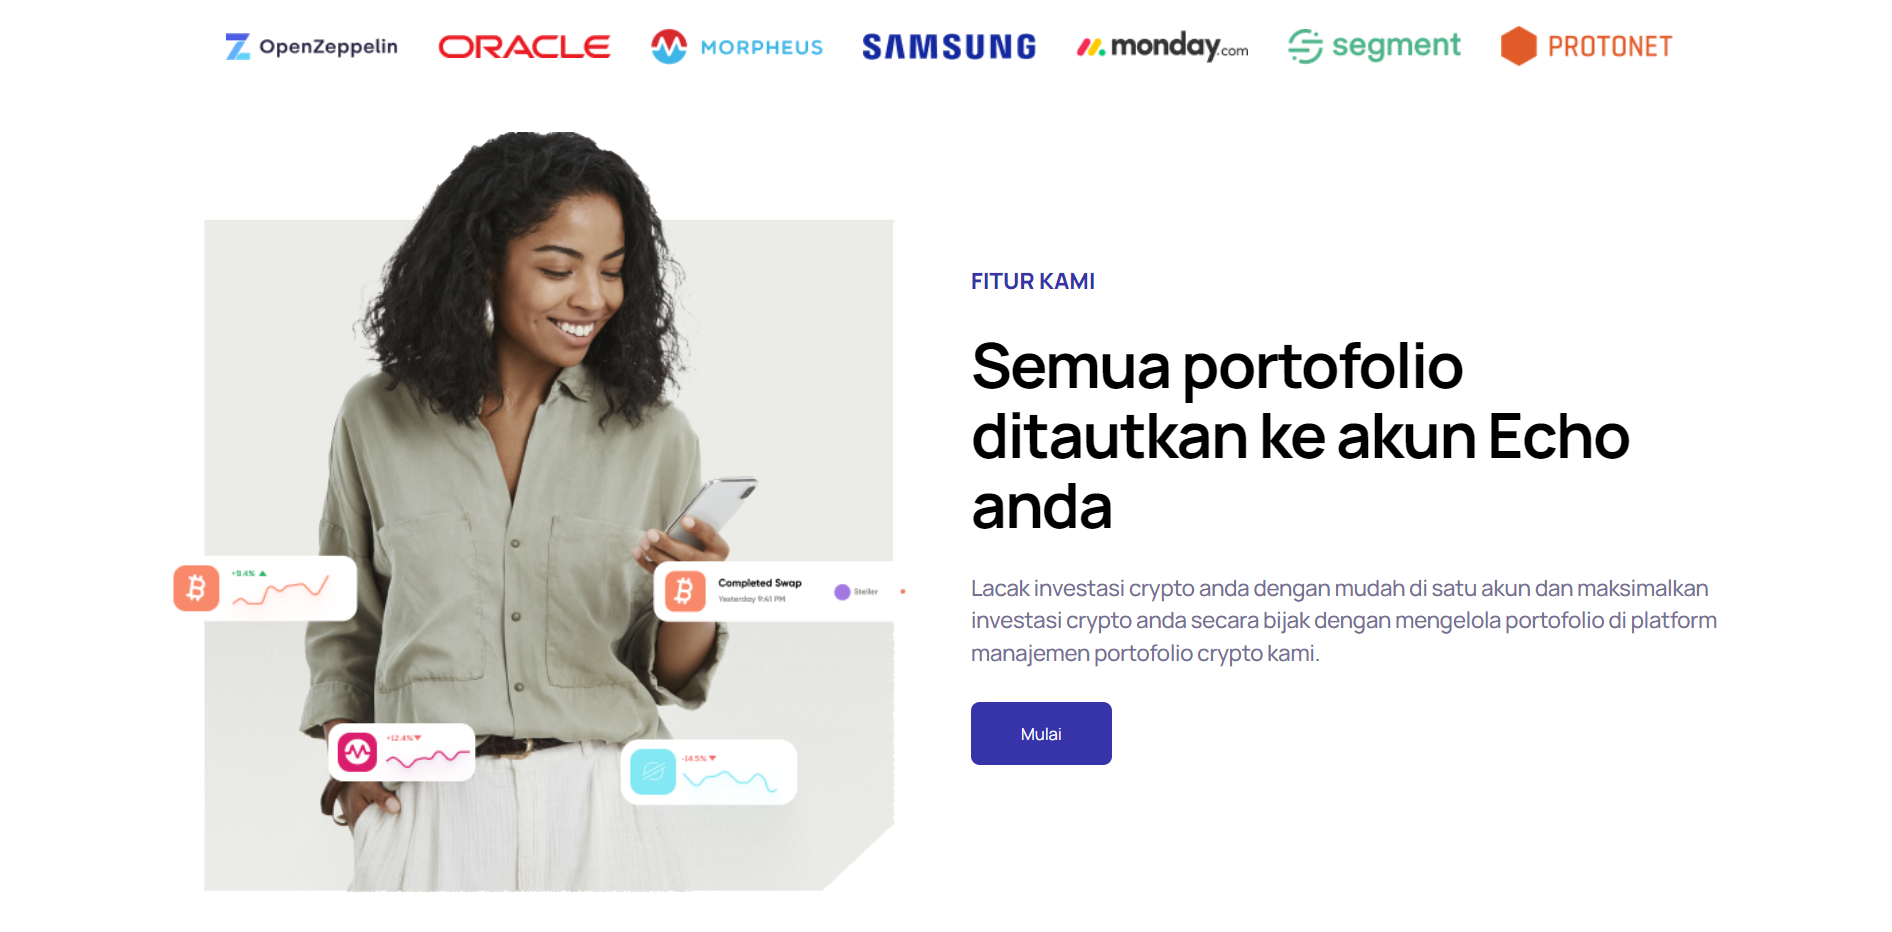 OpenZeppelin ORACLE MORPHEUS SAMSUNG monday.com segment PROTONET
FITUR KAMI
Semua portofolio
ditautkan ke akun Echo
anda
Lacak investasi crypto anda dengan mudah di satu akun dan maksimalkan
investasi crypto anda secara bijak dengan mengelola portofolio di platform
manajemen portofolio crypto kami.
Mulai
+9.4%
Completed Swap
Yesterday 9:41 PM
Steller
+12.4%
-14.5%